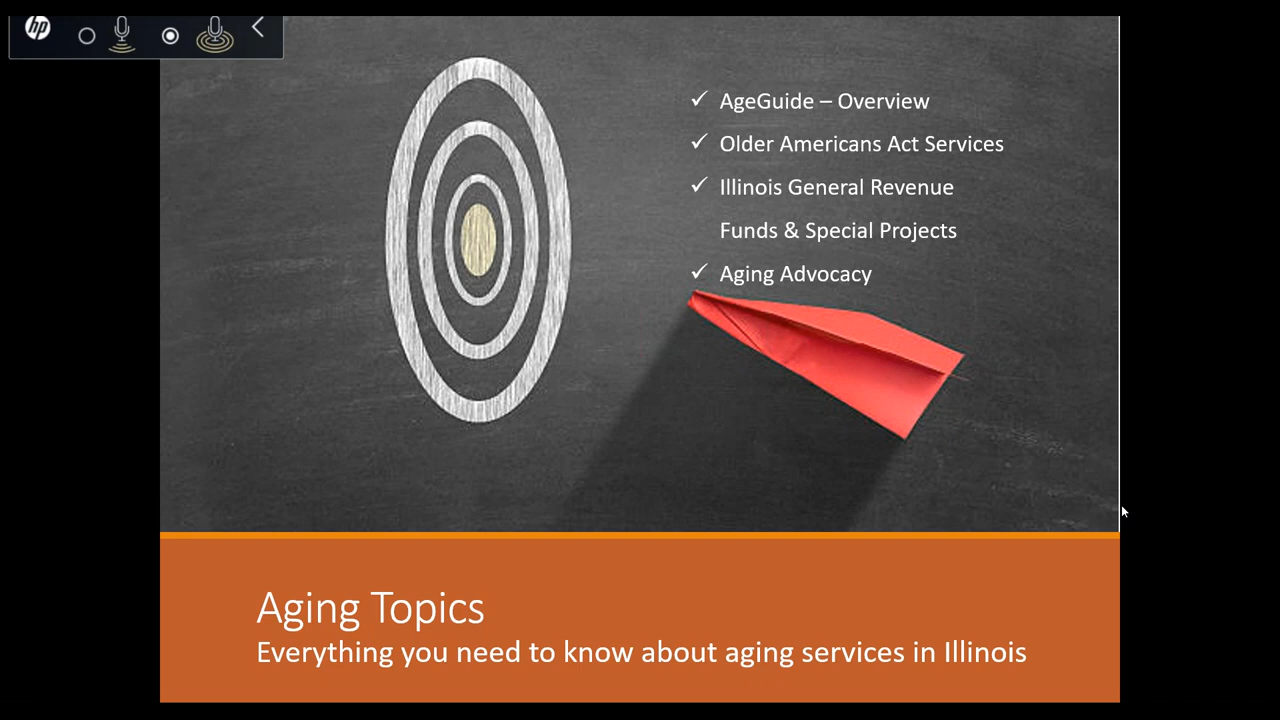 hp
AgeGuide – Overview
Older Americans Act Services
Illinois General Revenue
Funds & Special Projects
Aging Advocacy
Aging Topics
Everything you need to know about aging services in Illinois